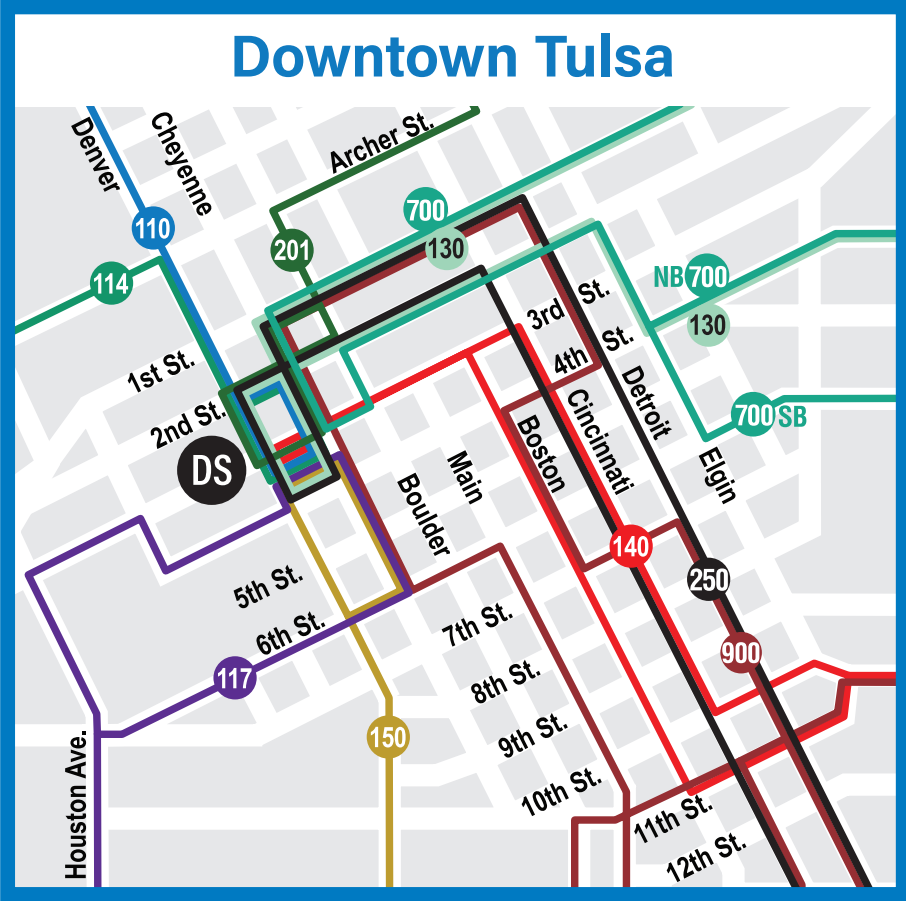 Downtown Tulsa
Denver
Cheyenne
Archer St.
110
201
700
130
114
NB 700
130
1st St.
2nd St.
3rd St.
4th St.
DS
Detroit
Cincinnati
Boston
700 SB
Elgin
Main
Boulder
140
250
5th St.
6th St.
7th St.
900
117
8th St.
150
9th St.
10th St.
Houston Ave.
11th St.
12th St.